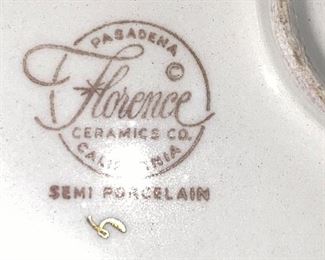 PASADENA
©
Florence
CERAMICS CO.
CALIFORNIA
SEMI PORCELAIN